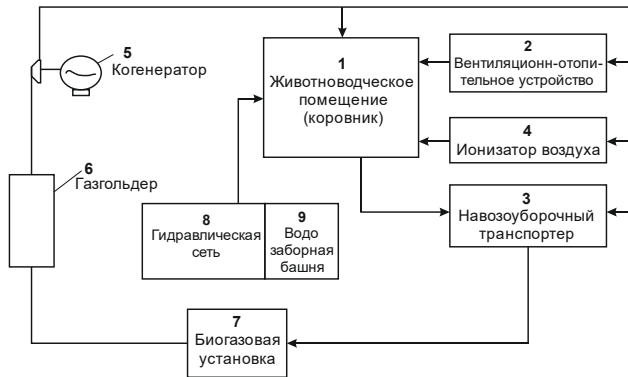 5
Когенератор
1
Животноводческое
помещение
(коровник)
2
Вентиляционн-отопи-
тельное устройство
4
Ионизатор воздуха
6
Газгольдер
3
Навозоуборочный
транспортер
8
Гидравлическая
сеть
9
Водо
заборная
башня
7
Биогазовая
установка